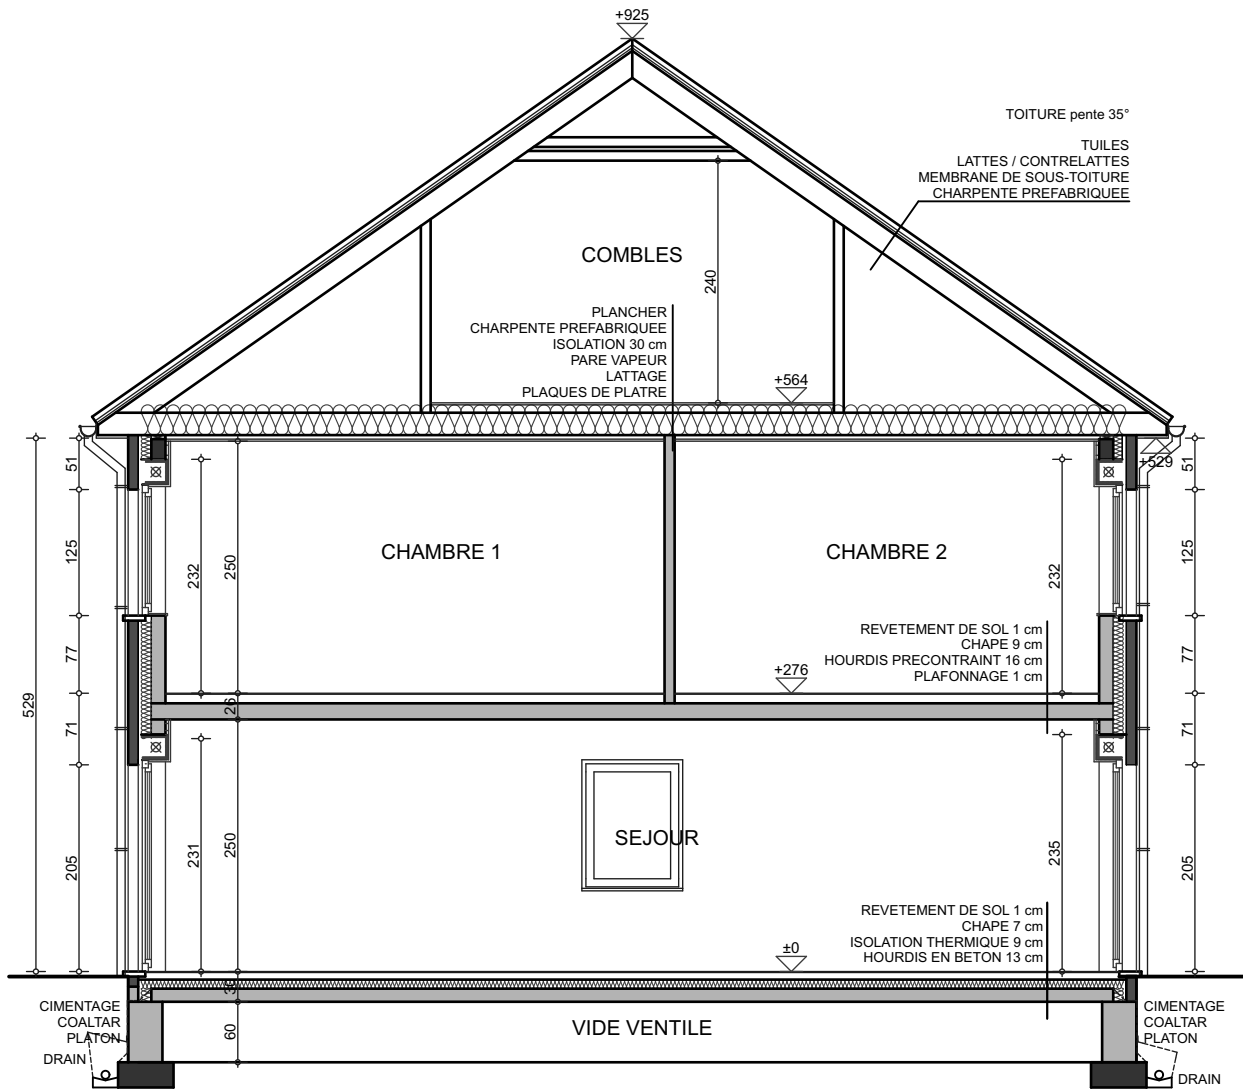 +925
TOITURE pente 35°
TUILES
LATTES / CONTRELATTES
MEMBRANE DE SOUS-TOITURE
CHARPENTE PREFABRIQUEE
COMBLES
240
PLANCHER
CHARPENTE PREFABRIQUEE
ISOLATION 30 cm
PARE VAPEUR
LATTAGE
PLAQUES DE PLATRE
+564
+529
51
51
125
232
250
CHAMBRE 1
CHAMBRE 2
232
125
REVETEMENT DE SOL 1 cm
CHAPE 9 cm
HOURDIS PRECONTRAINT 16 cm
PLAFONNAGE 1 cm
77
77
+276
529
26
71
71
SEJOUR
205
231
250
235
205
REVETEMENT DE SOL 1 cm
CHAPE 7 cm
ISOLATION THERMIQUE 9 cm
HOURDIS EN BETON 13 cm
±0
30
CIMENTAGE
COALTAR
PLATON
DRAIN
60
VIDE VENTILE
CIMENTAGE
COALTAR
PLATON
DRAIN